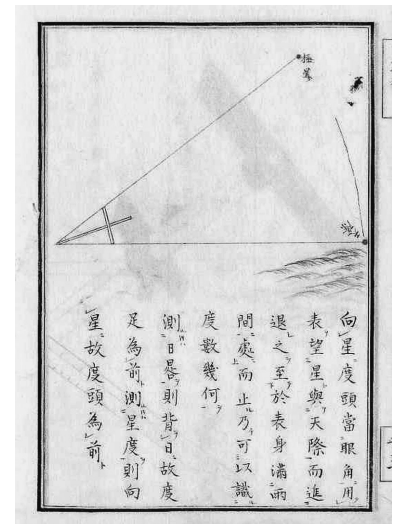 向星度頭當眼角用
表望星與天際而進
退之至於表身滿兩
間處而止乃可以識
度數幾何
測日晷則背日故度
足為前測星度則向
星故度頭為前